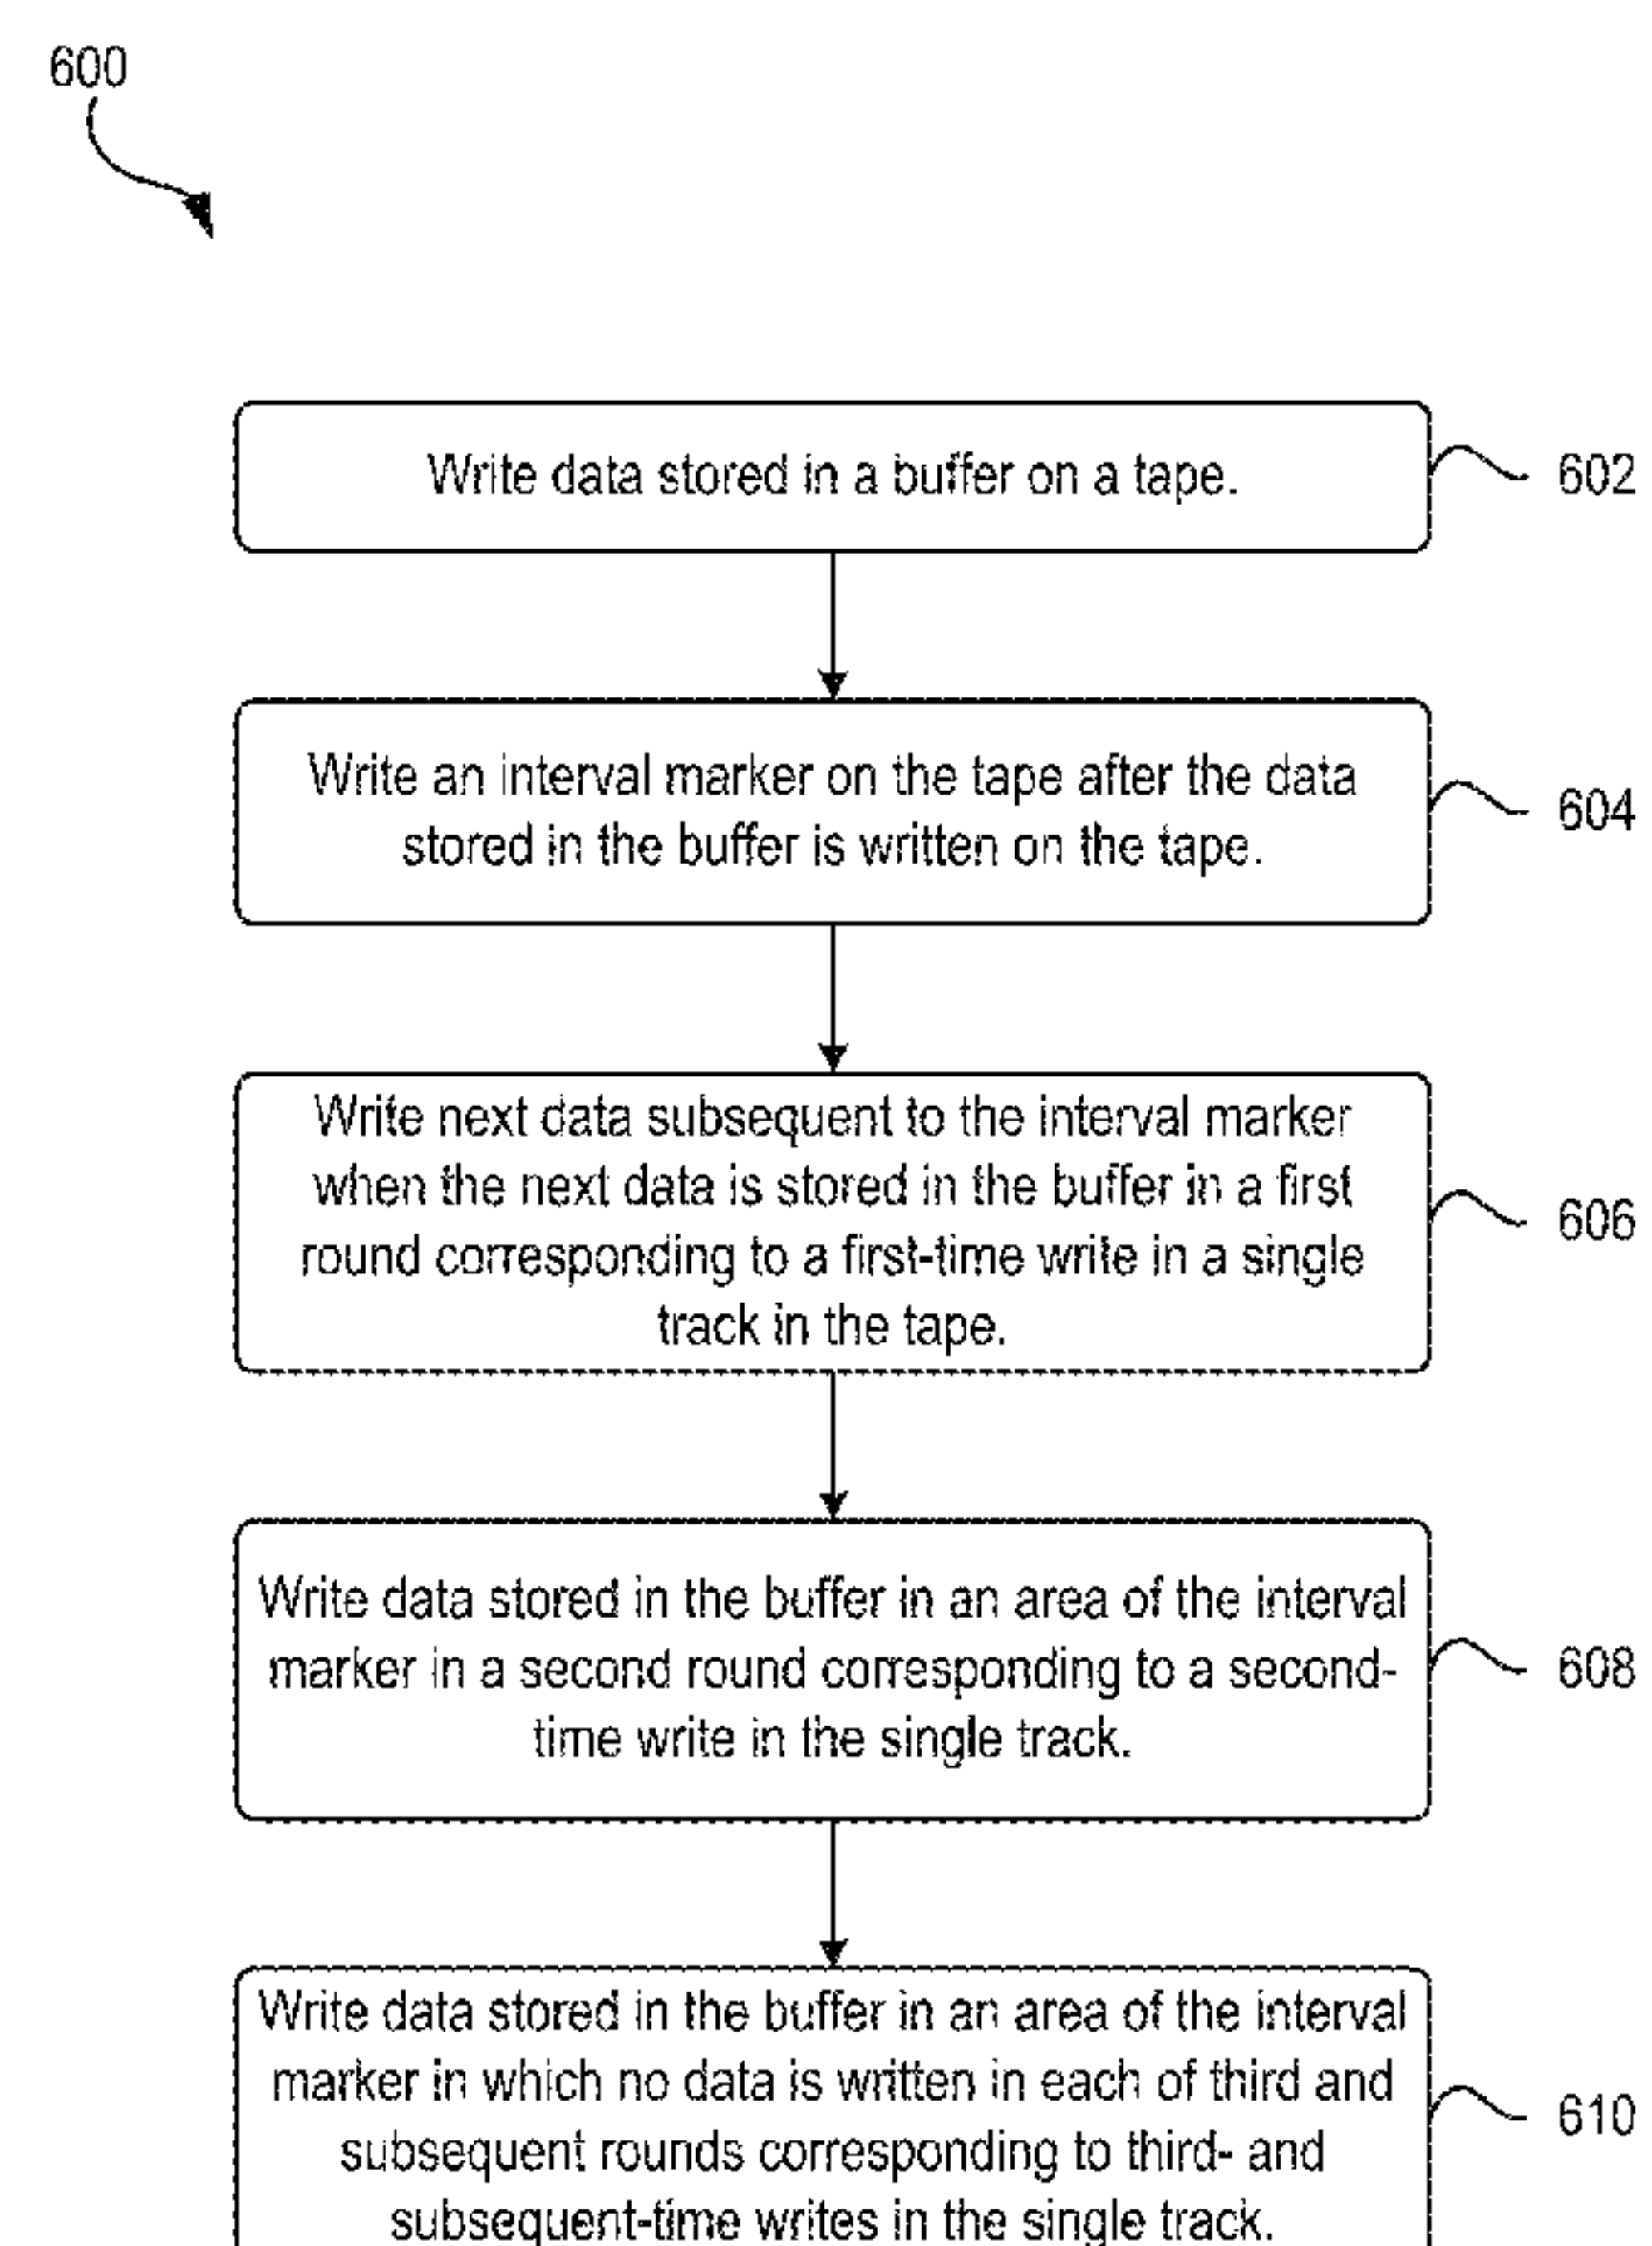 600
Write data stored in a buffer on a tape.
602
Write an interval marker on the tape after the data
stored in the buffer is written on the tape.
604
Write next data subsequent to the interval marker
when the next data is stored in the buffer in a first
round corresponding to a first-time write in a single
track in the tape.
606
Write data stored in the buffer in an area of the interval
marker in a second round corresponding to a second-
time write in the single track.
608
Write data stored in the buffer in an area of the interval
marker in which no data is written in each of third and
subsequent rounds corresponding to third- and
subsequent-time writes in the single track.
610